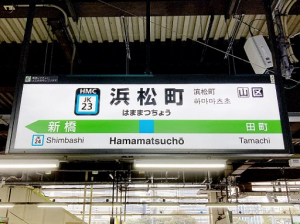 HMC
JK
23
浜松町
はままつちょう
浜松町
하마마츠초
山 区
新橋
田町
JK
24
Shimbashi
Hamamatsuchō
Tamachi